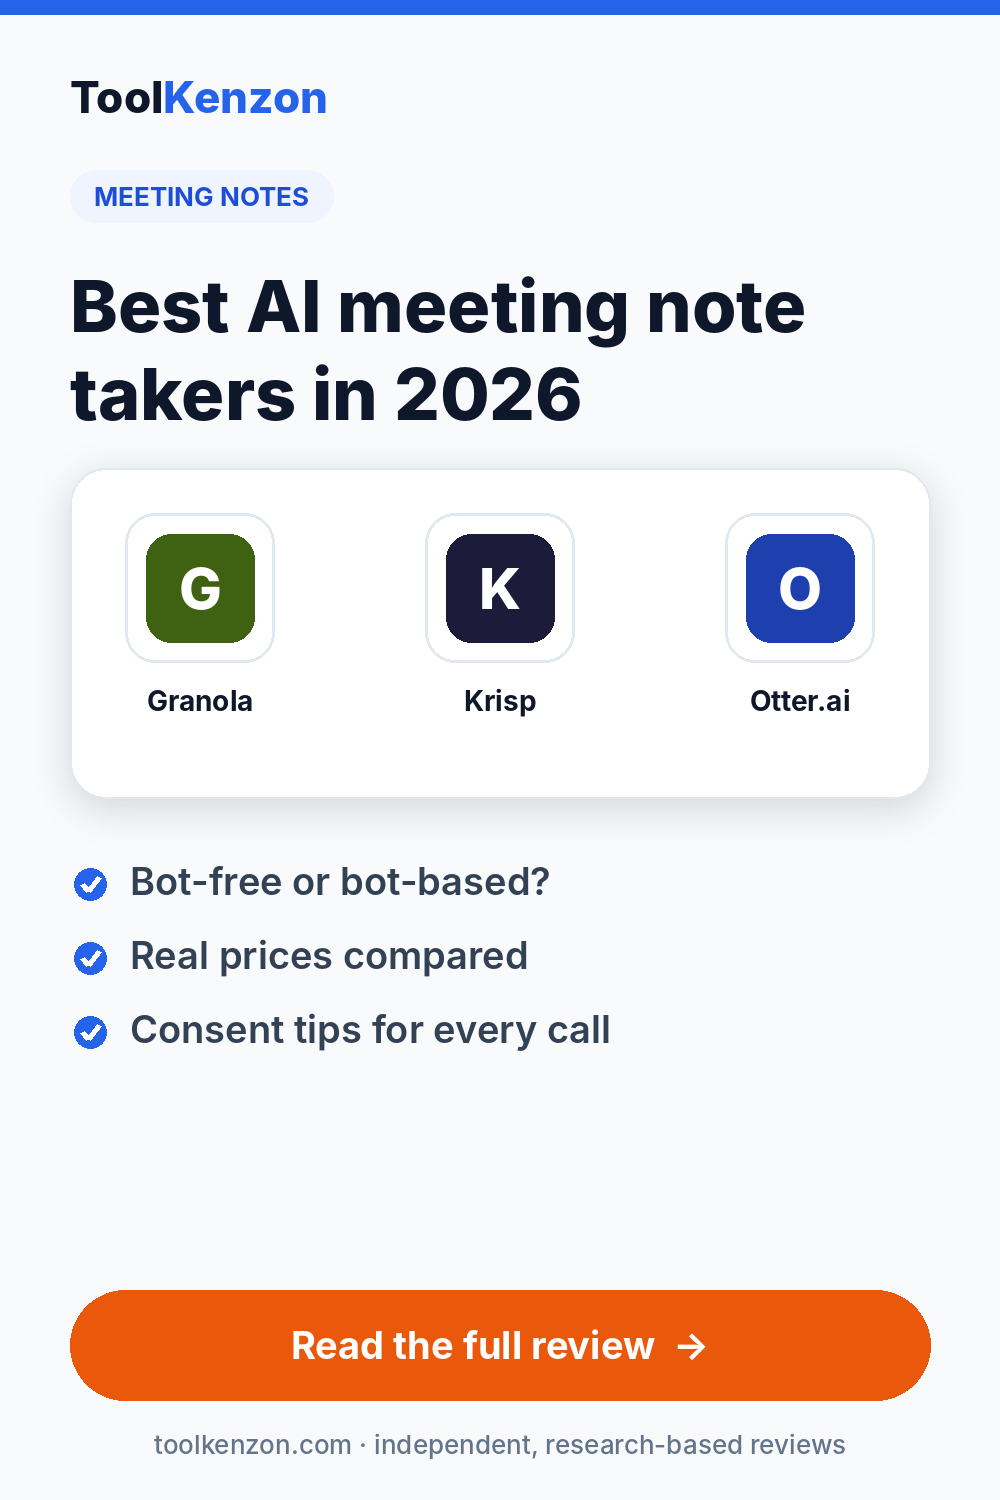 ToolKenzon
MEETING NOTES
Best AI meeting note
takers in 2026
G
K
O
Granola
Krisp
Otter.ai
Bot-free or bot-based?
Real prices compared
Consent tips for every call
Read the full review →
toolkenzon.com · independent, research-based reviews